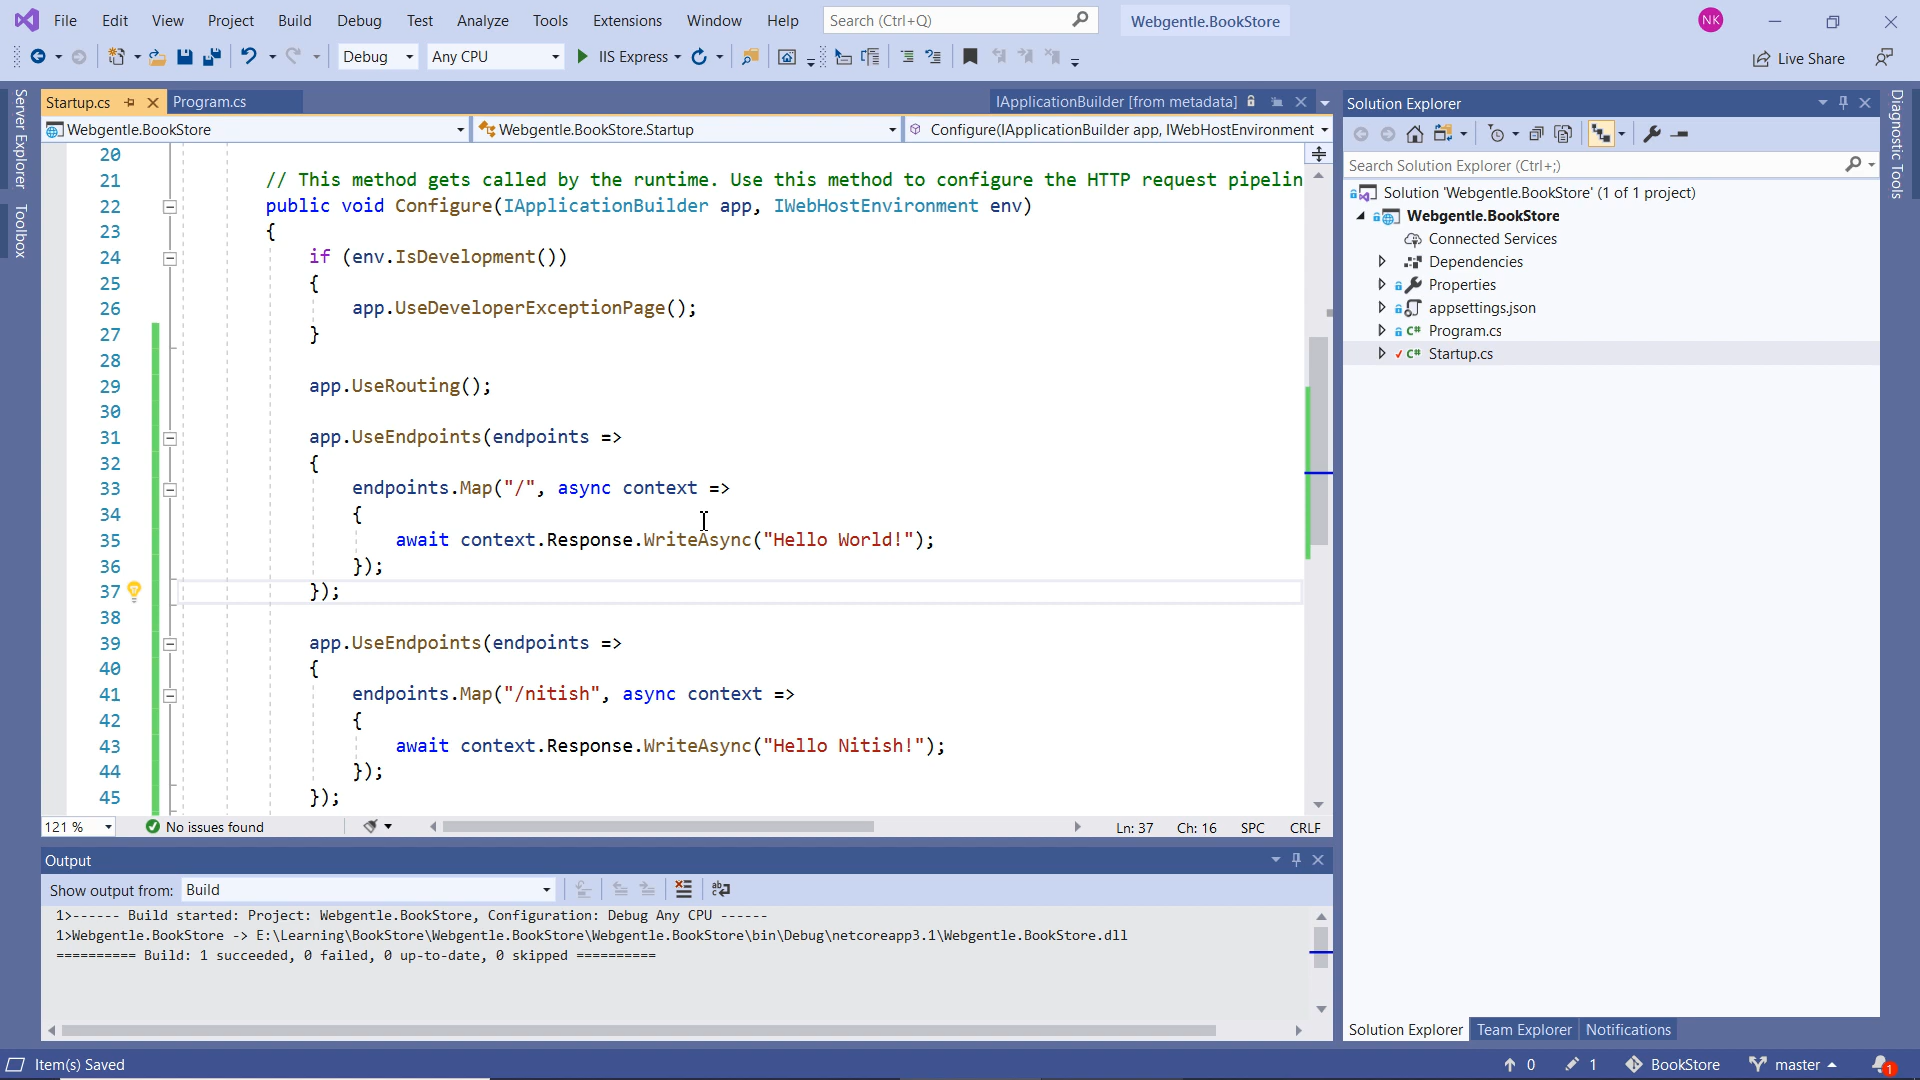 File Edit View Project Build Debug Test Analyze Tools Extensions Window Help Search (Ctrl+Q) Webgentle.BookStore NK
Debug Any CPU IIS Express Live Share
Server Explorer
Toolbox
Startup.cs Program.cs IApplicationBuilder [from metadata]
Webgentle.BookStore Webgentle.BookStore.Startup Configure(IApplicationBuilder app, IWebHostEnvironment
20
21 // This method gets called by the runtime. Use this method to configure the HTTP request pipelin
22 public void Configure(IApplicationBuilder app, IWebHostEnvironment env)
23 {
24 if (env.IsDevelopment())
25 {
26 app.UseDeveloperExceptionPage();
27 }
28
29 app.UseRouting();
30
31 app.UseEndpoints(endpoints =>
32 {
33 endpoints.Map("/", async context =>
34 {
35 await context.Response.WriteAsync("Hello World!");
36 });
37 });
38
39 app.UseEndpoints(endpoints =>
40 {
41 endpoints.Map("/nitish", async context =>
42 {
43 await context.Response.WriteAsync("Hello Nitish!");
44 });
45 });
121 % No issues found Ln: 37 Ch: 16 SPC CRLF
Output
Show output from: Build
1>------ Build started: Project: Webgentle.BookStore, Configuration: Debug Any CPU ------
1>Webgentle.BookStore -> E:\Learning\BookStore\Webgentle.BookStore\Webgentle.BookStore\bin\Debug\netcoreapp3.1\Webgentle.BookStore.dll
========== Build: 1 succeeded, 0 failed, 0 up-to-date, 0 skipped ==========
Solution Explorer
Search Solution Explorer (Ctrl+;)
Solution 'Webgentle.BookStore' (1 of 1 project)
Webgentle.BookStore
Connected Services
Dependencies
Properties
appsettings.json
C# Program.cs
C# Startup.cs
Solution Explorer Team Explorer Notifications
Diagnostic Tools
Item(s) Saved 0 1 BookStore master 1